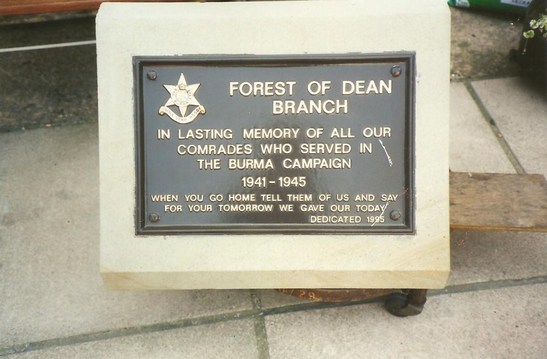 FOREST OF DEAN
BRANCH
IN LASTING MEMORY OF ALL OUR
COMRADES WHO SERVED IN
THE BURMA CAMPAIGN
1941-1945
WHEN YOU GO HOME TELL THEM OF US AND SAY
FOR YOUR TOMORROW WE GAVE OUR TODAY
DEDICATED 1995